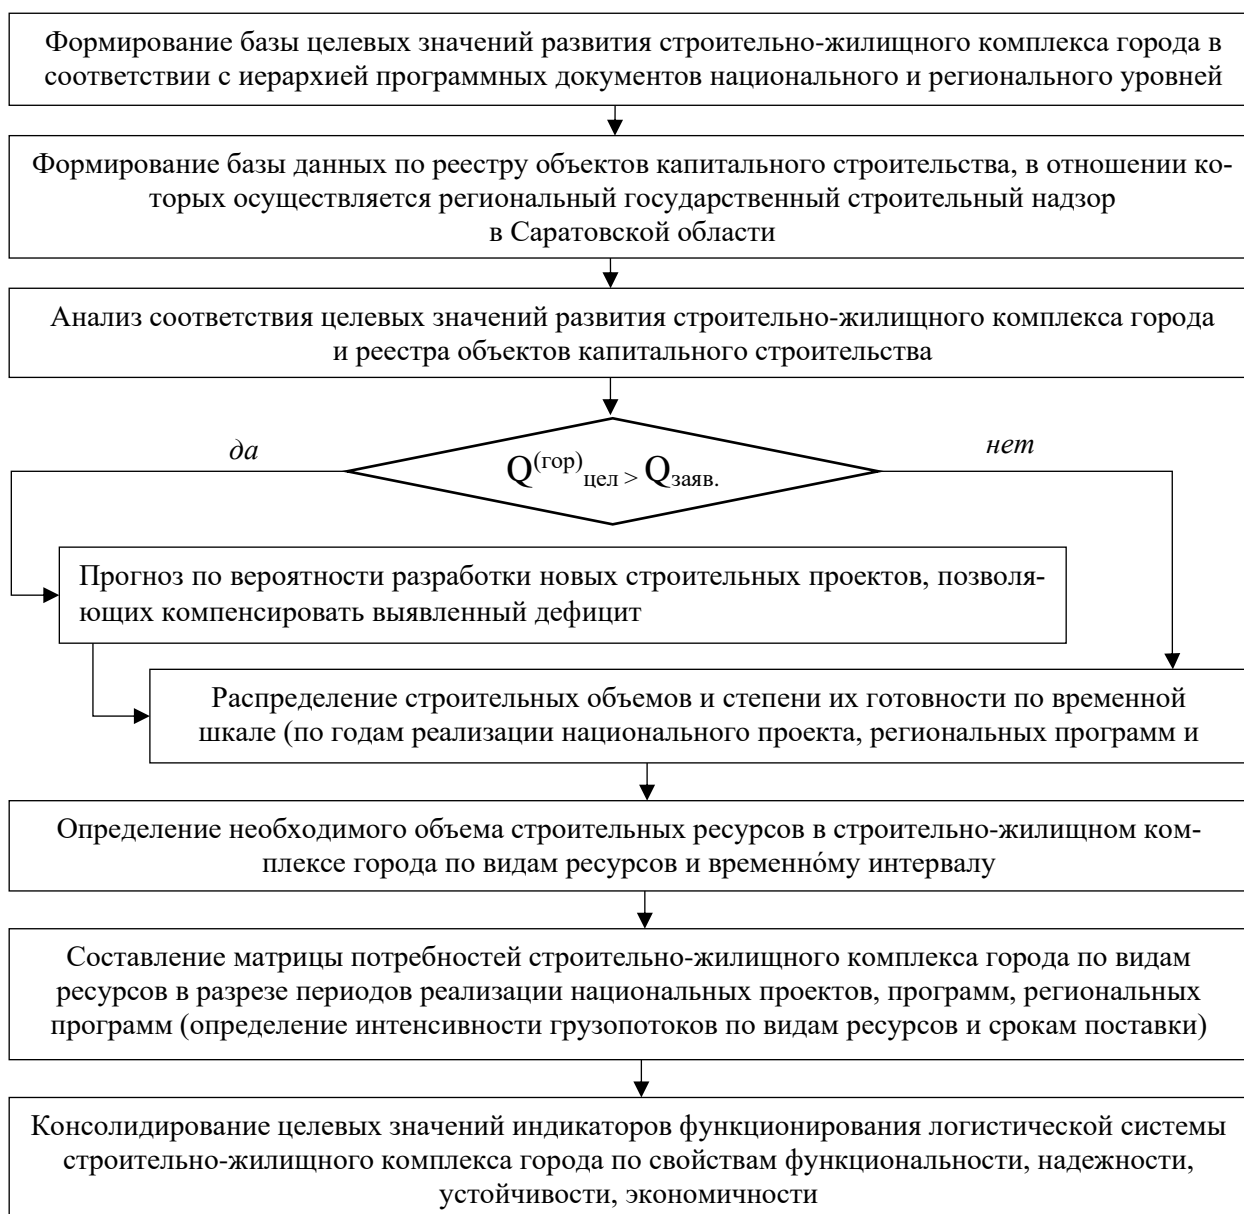 Формирование базы целевых значений развития строительно-жилищного комплекса города в
соответствии с иерархией программных документов национального и регионального уровней
Формирование базы данных по реестру объектов капитального строительства, в отношении ко-
торых осуществляется региональный государственный строительный надзор
в Саратовской области
Анализ соответствия целевых значений развития строительно-жилищного комплекса города
и реестра объектов капитального строительства
да
нет
Q(гор)цел > Qзаяв.
Прогноз по вероятности разработки новых строительных проектов, позволя-
ющих компенсировать выявленный дефицит
Распределение строительных объемов и степени их готовности по временной
шкале (по годам реализации национального проекта, региональных программ и
Определение необходимого объема строительных ресурсов в строительно-жилищном ком-
плексе города по видам ресурсов и временно́му интервалу
Составление матрицы потребностей строительно-жилищного комплекса города по видам
ресурсов в разрезе периодов реализации национальных проектов, программ, региональных
программ (определение интенсивности грузопотоков по видам ресурсов и срокам поставки)
Консолидирование целевых значений индикаторов функционирования логистической системы
строительно-жилищного комплекса города по свойствам функциональности, надежности,
устойчивости, экономичности